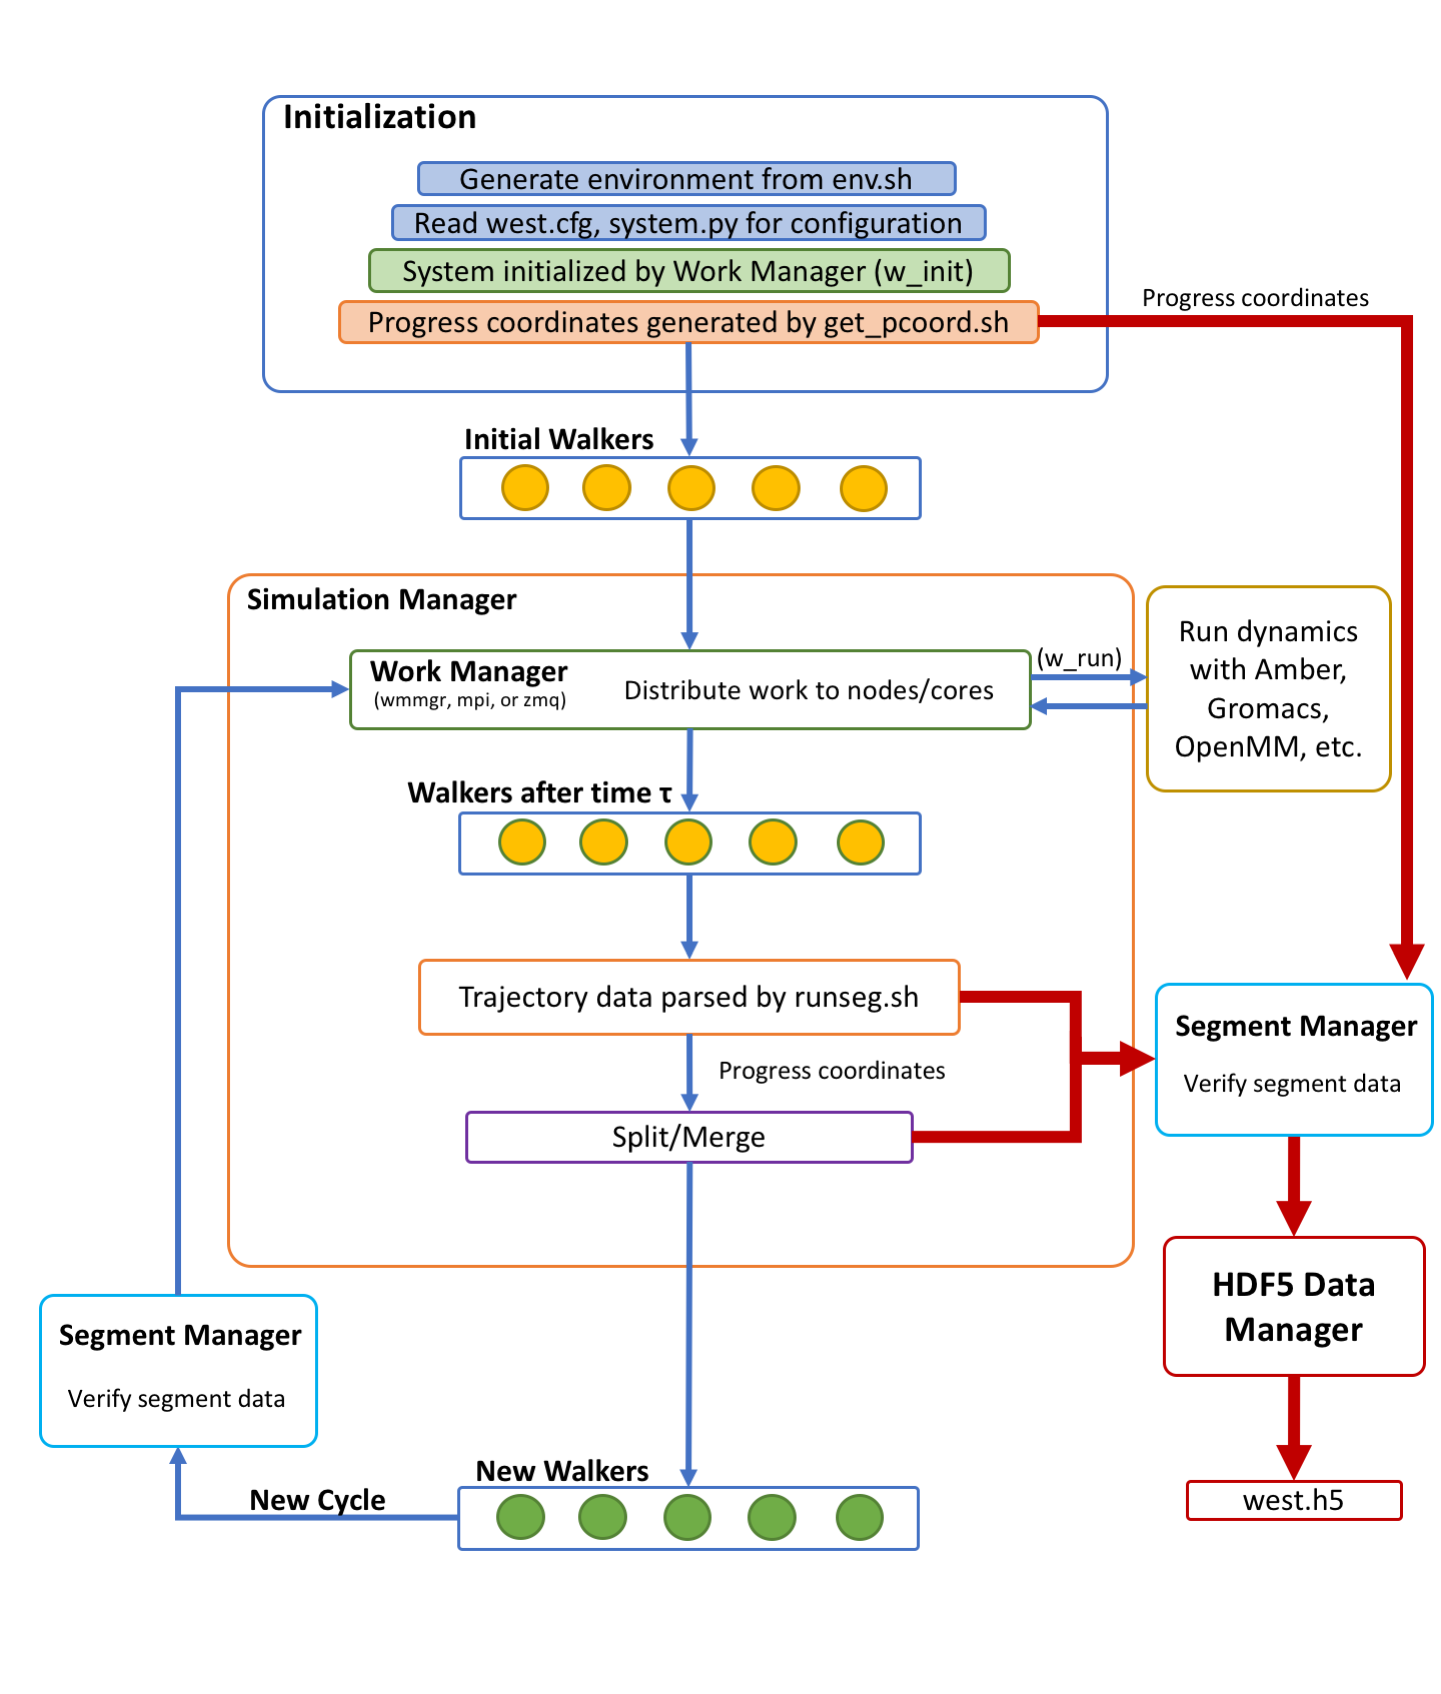 Initialization
Generate environment from env.sh
Read west.cfg, system.py for configuration
System initialized by Work Manager (w_init)
Progress coordinates generated by get_pcoord.sh
Progress coordinates
Initial Walkers
Simulation Manager
Work Manager
(wmmgr, mpi, or zmq)
Distribute work to nodes/cores
(w_run)
Run dynamics
with Amber,
Gromacs,
OpenMM, etc.
Walkers after time τ
Trajectory data parsed by runseg.sh
Progress coordinates
Split/Merge
Segment Manager
Verify segment data
HDF5 Data
Manager
west.h5
Segment Manager
Verify segment data
New Walkers
New Cycle